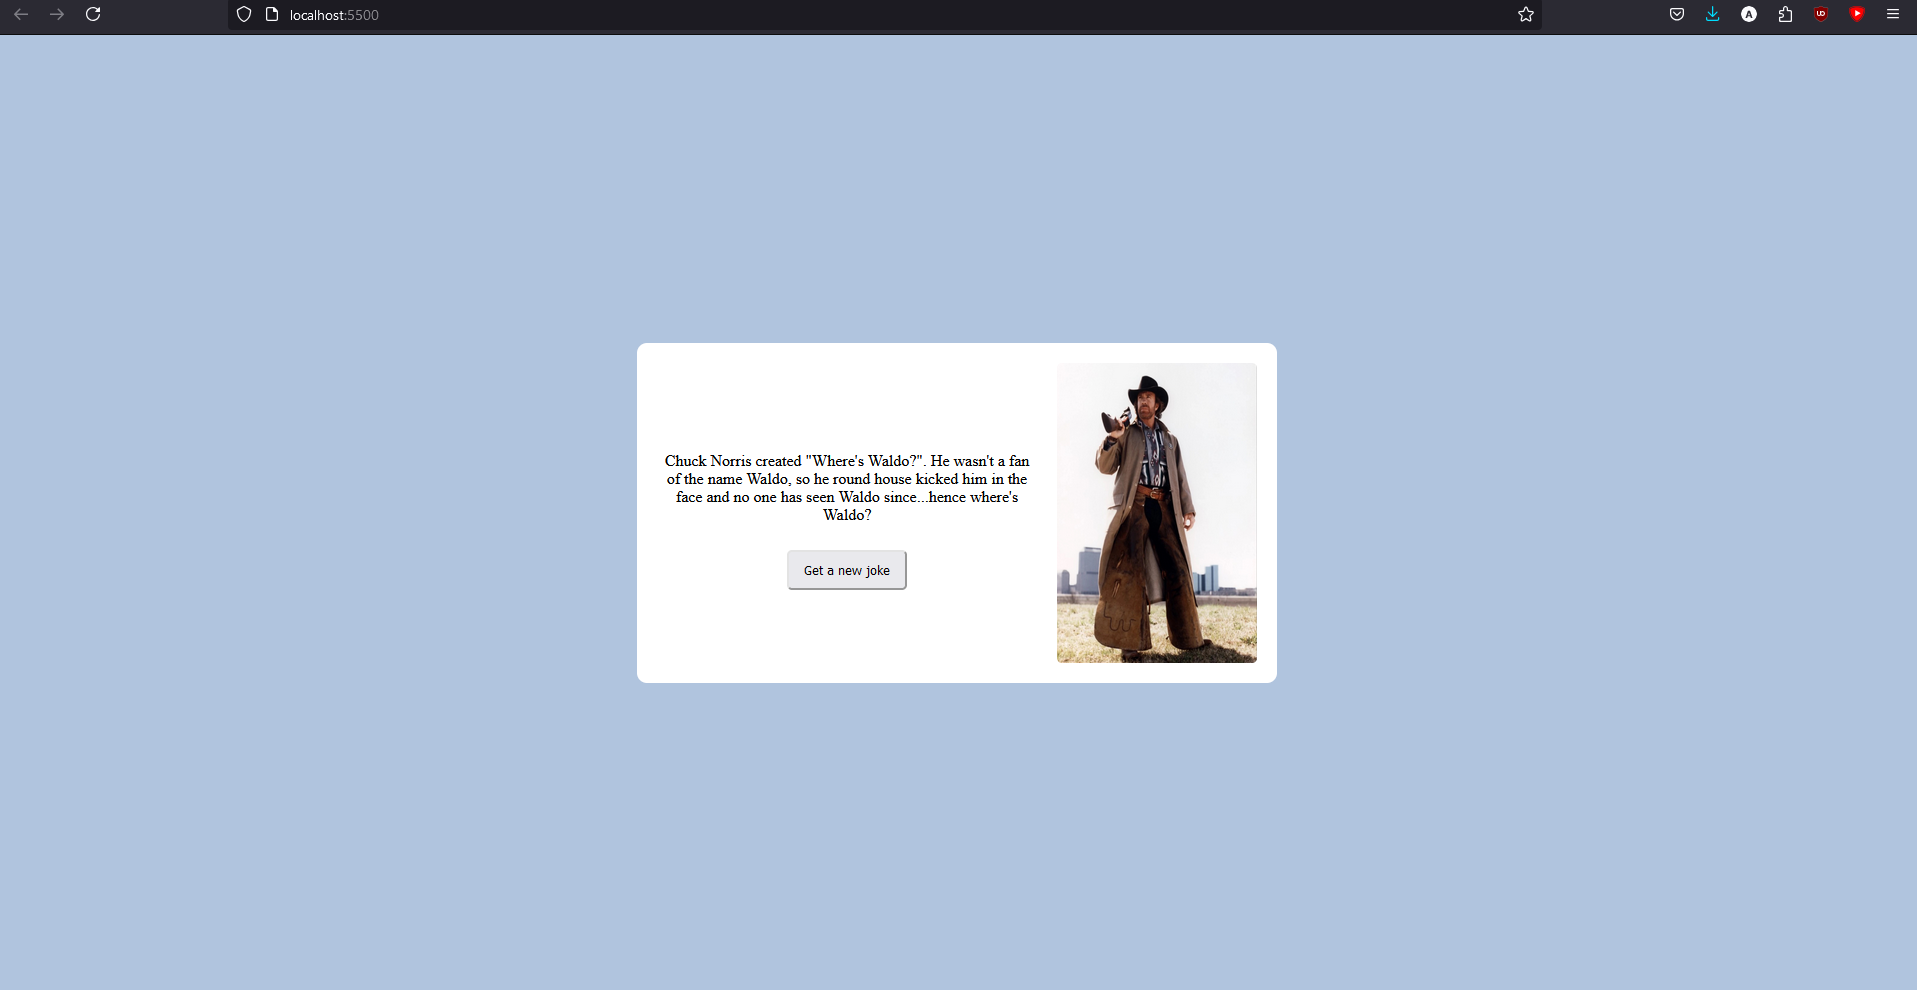 localhost:5500
Chuck Norris created "Where's Waldo?". He wasn't a fan
of the name Waldo, so he round house kicked him in the
face and no one has seen Waldo since...hence where's
Waldo?
Get a new joke